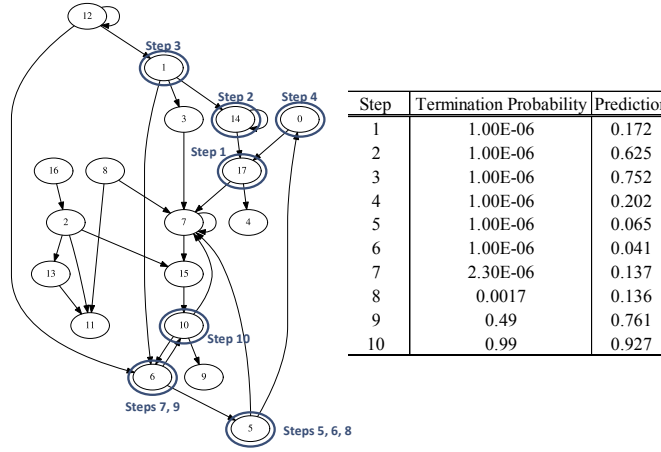 12
Step 3
1
Step 2
Step 4
3
14
0
Step 1
16
8
17
4
2
7
13
15
11
10
Step 10
6
9
Steps 7, 9
5
Steps 5, 6, 8
Step Termination Probability Prediction
1 1.00E-06 0.172
2 1.00E-06 0.625
3 1.00E-06 0.752
4 1.00E-06 0.202
5 1.00E-06 0.065
6 1.00E-06 0.041
7 2.30E-06 0.137
8 0.0017 0.136
9 0.49 0.761
10 0.99 0.927